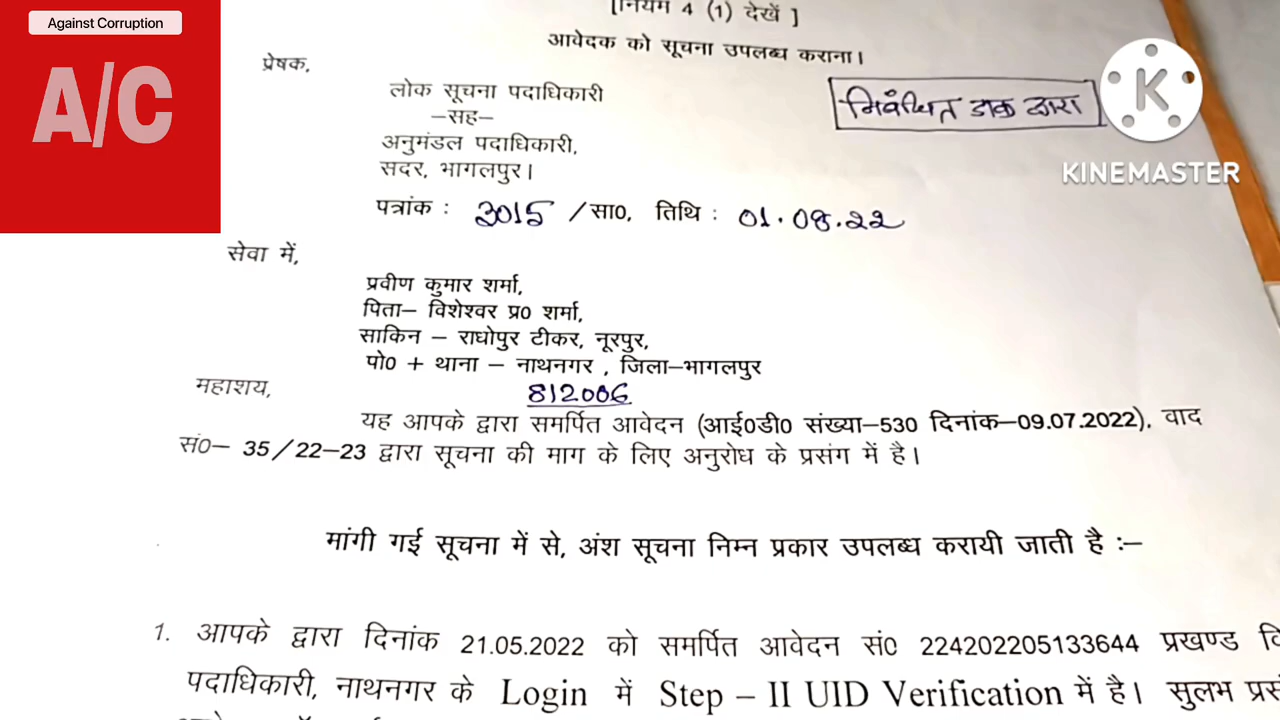 Against Corruption
A/C
[नियम 4 (1) देखें ]
आवेदक को सूचना उपलब्ध कराना।
प्रेषक,
लोक सूचना पदाधिकारी
–सह–
अनुमंडल पदाधिकारी,
सदर, भागलपुर।
निबंधित डाक द्वारा
KINEMASTER
पत्रांक : 3015 /सा0, तिथि : 01.08.22
सेवा में,
प्रवीण कुमार शर्मा,
पिता– विशेश्वर प्र0 शर्मा,
साकिन – राधोपुर टीकर, नूरपुर,
पो0 + थाना – नाथनगर , जिला–भागलपुर
812006
महाशय,
यह आपके द्वारा समर्पित आवेदन (आई0डी0 संख्या–530 दिनांक–09.07.2022), वाद
सं0– 35/22-23 द्वारा सूचना की माग के लिए अनुरोध के प्रसंग में है।
मांगी गई सूचना में से, अंश सूचना निम्न प्रकार उपलब्ध करायी जाती है :–
1. आपके द्वारा दिनांक 21.05.2022 को समर्पित आवेदन सं0 224202205133644 प्रखण्ड
पदाधिकारी, नाथनगर के Login में Step – II UID Verification में है। सुलभ